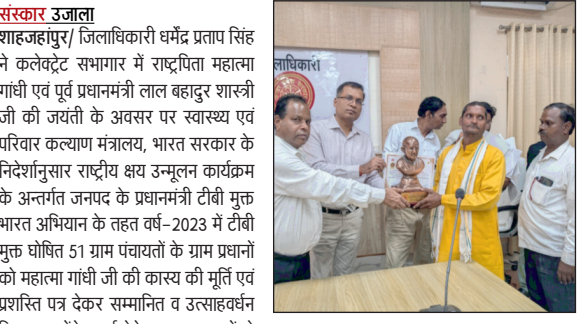 संस्कार उजाला
शाहजहांपुर/ जिलाधिकारी धर्मेंद्र प्रताप सिंह
ने कलेक्ट्रेट सभागार में राष्ट्रपिता महात्मा
गांधी एवं पूर्व प्रधानमंत्री लाल बहादुर शास्त्री
जी की जयंती के अवसर पर स्वास्थ्य एवं
परिवार कल्याण मंत्रालय, भारत सरकार के
निदेर्शानुसार राष्ट्रीय क्षय उन्मूलन कार्यक्रम
के अन्तर्गत जनपद के प्रधानमंत्री टीबी मुक्त
भारत अभियान के तहत वर्ष-2023 में टीबी
मुक्त घोषित 51 ग्राम पंचायतों के ग्राम प्रधानों
को महात्मा गांधी जी की कास्य की मूर्ति एवं
प्रशस्ति पत्र देकर सम्मानित व उत्साहवर्धन
लाधिकारी